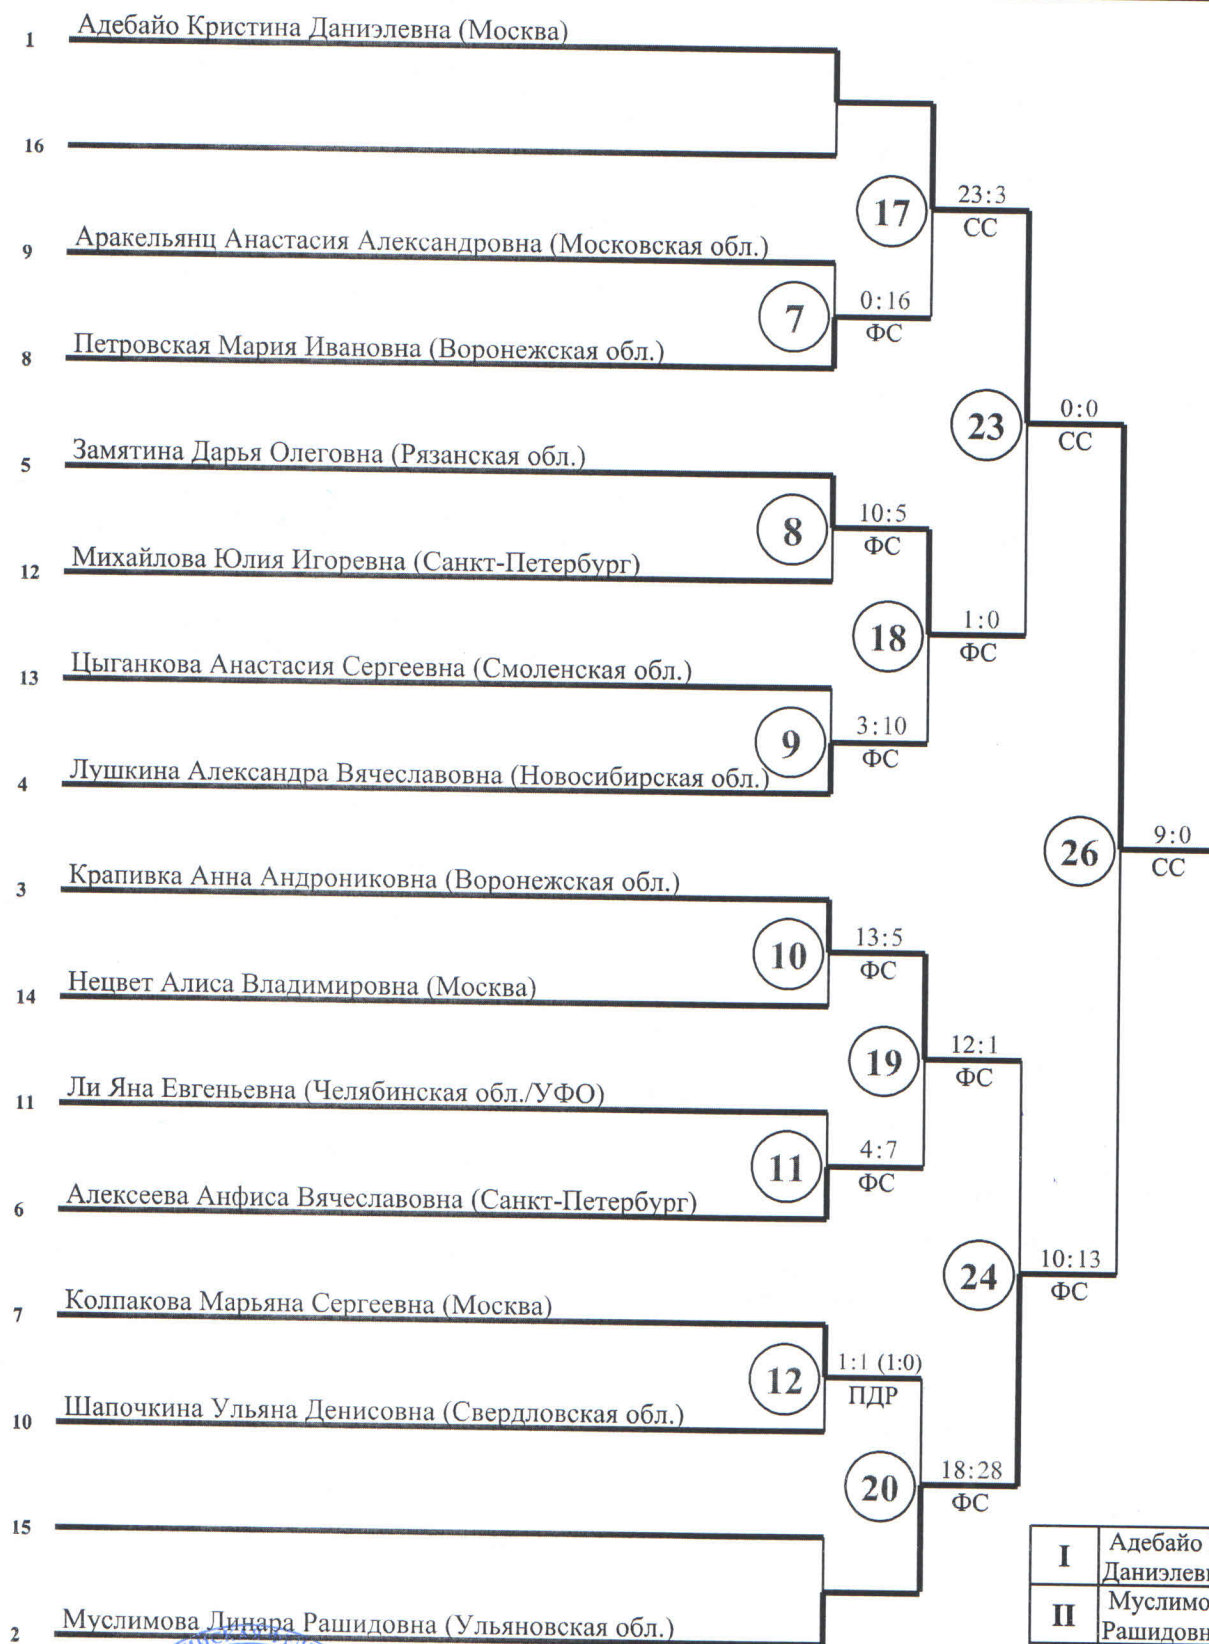 1 Адебайо Кристина Даниэлевна (Москва)
16
17
23:3
СС
9 Аракельянц Анастасия Александровна (Московская обл.)
7
0:16
ФС
8 Петровская Мария Ивановна (Воронежская обл.)
23
0:0
СС
5 Замятина Дарья Олеговна (Рязанская обл.)
8
10:5
ФС
12 Михайлова Юлия Игоревна (Санкт-Петербург)
18
1:0
ФС
13 Цыганкова Анастасия Сергеевна (Смоленская обл.)
9
3:10
ФС
4 Лушкина Александра Вячеславовна (Новосибирская обл.)
26
9:0
СС
3 Крапивка Анна Андрониковна (Воронежская обл.)
10
13:5
ФС
14 Нецвет Алиса Владимировна (Москва)
19
12:1
ФС
11 Ли Яна Евгеньевна (Челябинская обл./УФО)
11
4:7
ФС
6 Алексеева Анфиса Вячеславовна (Санкт-Петербург)
24
10:13
ФС
7 Колпакова Марьяна Сергеевна (Москва)
12
1:1 (1:0)
ПДР
10 Шапочкина Ульяна Денисовна (Свердловская обл.)
20
18:28
ФС
15
2 Муслимова Динара Рашидовна (Ульяновская обл.)
I Адебайо
Даниэлевн
II Муслимо
Рашидовн